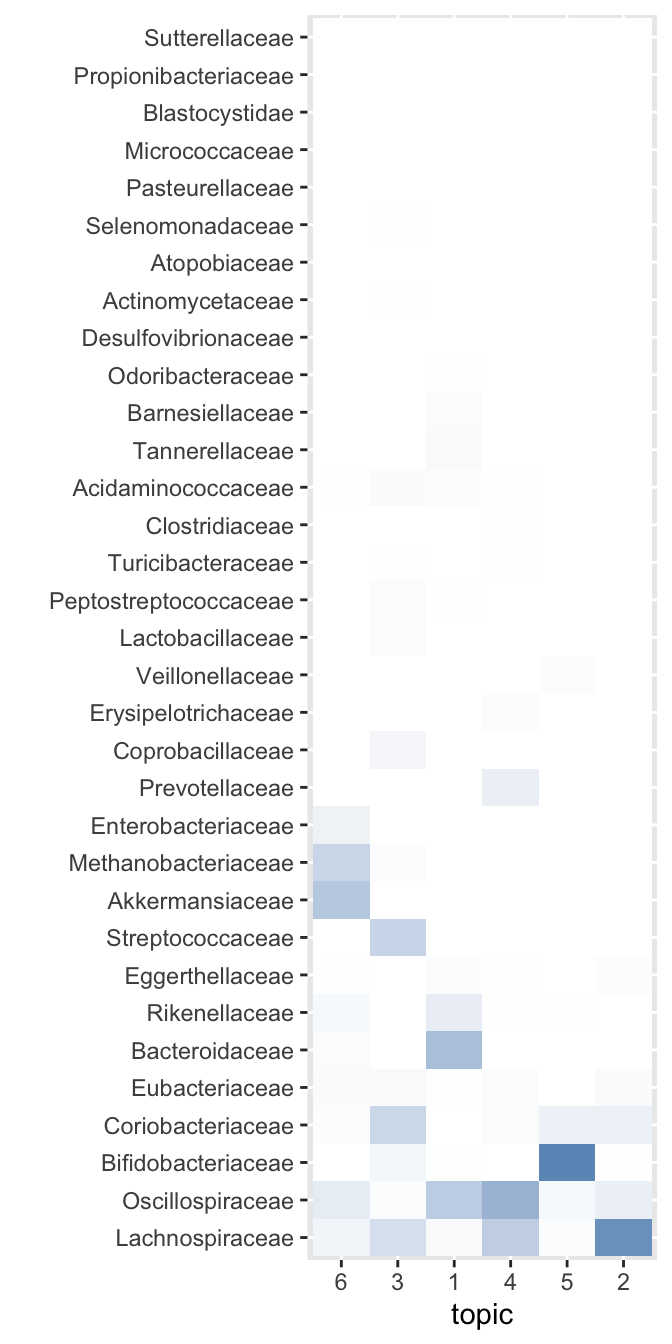 Sutterellaceae
Propionibacteriaceae
Blastocystidae
Micrococcaceae
Pasteurellaceae
Selenomonadaceae
Atopobiaceae
Actinomycetaceae
Desulfovibrionaceae
Odoribacteraceae
Barnesiellaceae
Tannerellaceae
Acidaminococcaceae
Clostridiaceae
Turicibacteraceae
Peptostreptococcaceae
Lactobacillaceae
Veillonellaceae
Erysipelotrichaceae
Coprobacillaceae
Prevotellaceae
Enterobacteriaceae
Methanobacteriaceae
Akkermansiaceae
Streptococcaceae
Eggerthellaceae
Rikenellaceae
Bacteroidaceae
Eubacteriaceae
Coriobacteriaceae
Bifidobacteriaceae
Oscillospiraceae
Lachnospiraceae
6 3 1 4 5 2
topic